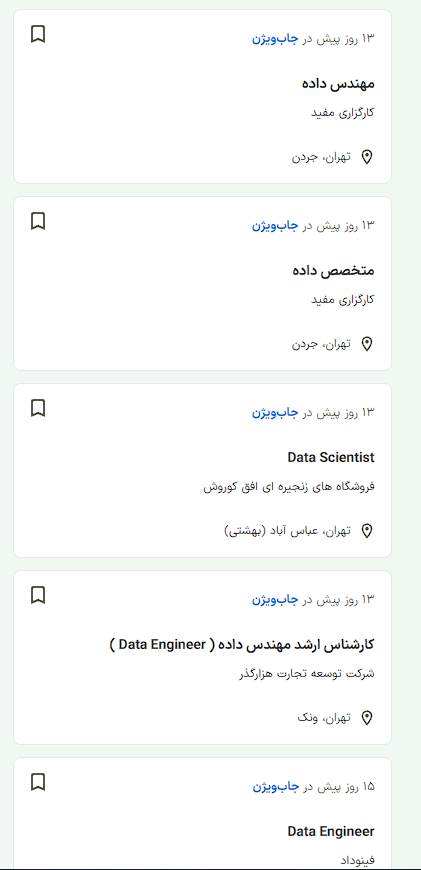 ۱۳ روز پیش در جاب‌ویژن
مهندس داده
کارگزاری مفید
تهران، جردن
۱۳ روز پیش در جاب‌ویژن
متخصص داده
کارگزاری مفید
تهران، جردن
۱۳ روز پیش در جاب‌ویژن
Data Scientist
فروشگاه های زنجیره ای افق کوروش
تهران، عباس آباد (بهشتی)
۱۳ روز پیش در جاب‌ویژن
کارشناس ارشد مهندس داده ( Data Engineer )
شرکت توسعه تجارت هزارگذر
تهران، ونک
۱۵ روز پیش در جاب‌ویژن
Data Engineer
فینوداد